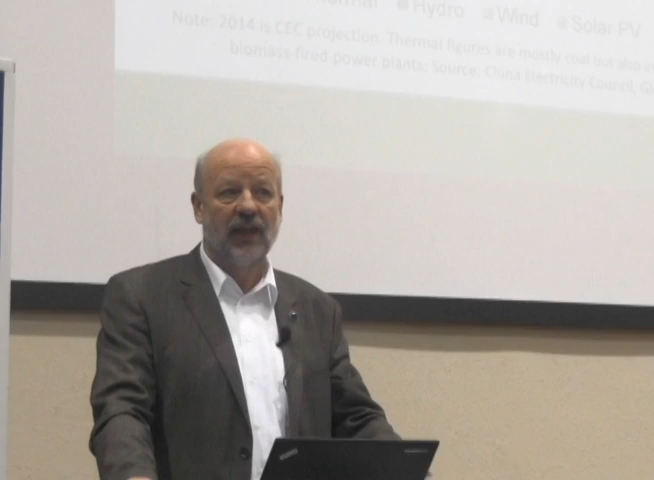 Hydro Wind Solar PV
Note: 2014 is CEC projection. Thermal figures are mostly coal but also
biomass-fired power plants. Source: China Electricity Council,